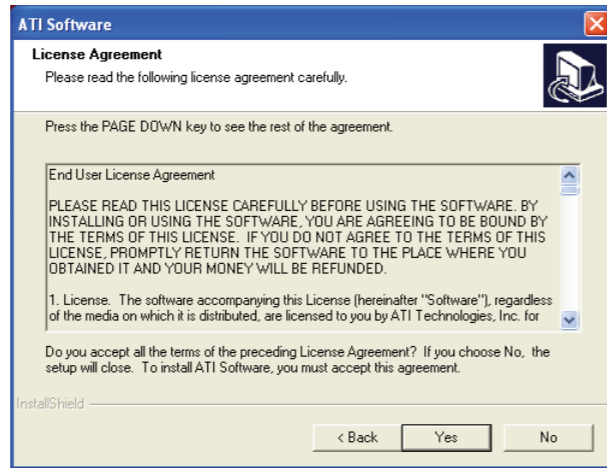 ATI Software
License Agreement
Please read the following license agreement carefully.
Press the PAGE DOWN key to see the rest of the agreement.
End User License Agreement
PLEASE READ THIS LICENSE CAREFULLY BEFORE USING THE SOFTWARE. BY
INSTALLING OR USING THE SOFTWARE, YOU ARE AGREEING TO BE BOUND BY
THE TERMS OF THIS LICENSE. IF YOU DO NOT AGREE TO THE TERMS OF THIS
LICENSE, PROMPTLY RETURN THE SOFTWARE TO THE PLACE WHERE YOU
OBTAINED IT AND YOUR MONEY WILL BE REFUNDED.
1. License. The software accompanying this License (hereinafter "Software"), regardless
of the media on which it is distributed, are licensed to you by ATI Technologies, Inc. for
Do you accept all the terms of the preceding License Agreement? If you choose No, the
setup will close. To install ATI Software, you must accept this agreement.
InstallShield
< Back Yes No